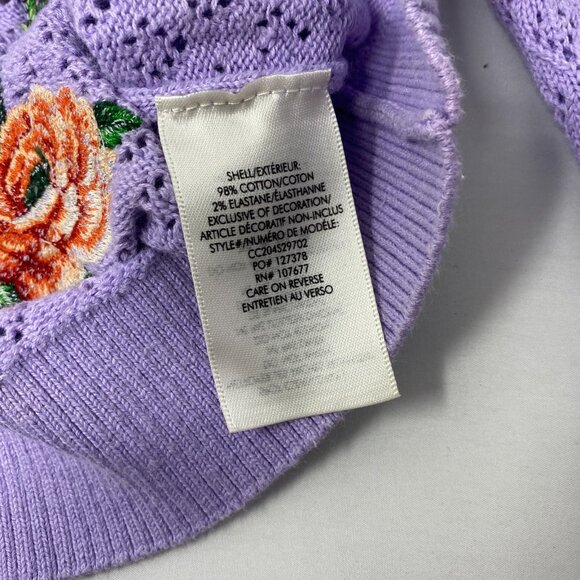 SHELL/EXTÉRIEUR:
98% COTTON/COTON
2% ELASTANE/ÉLASTHANNE
EXCLUSIVE OF DECORATION/
ARTICLE DÉCORATIF NON-INCLUS
STYLE#/NUMÉRO DE MODÈLE:
CC204S29702
PO# 127378
RN# 107677
CARE ON REVERSE
ENTRETIEN AU VERSO